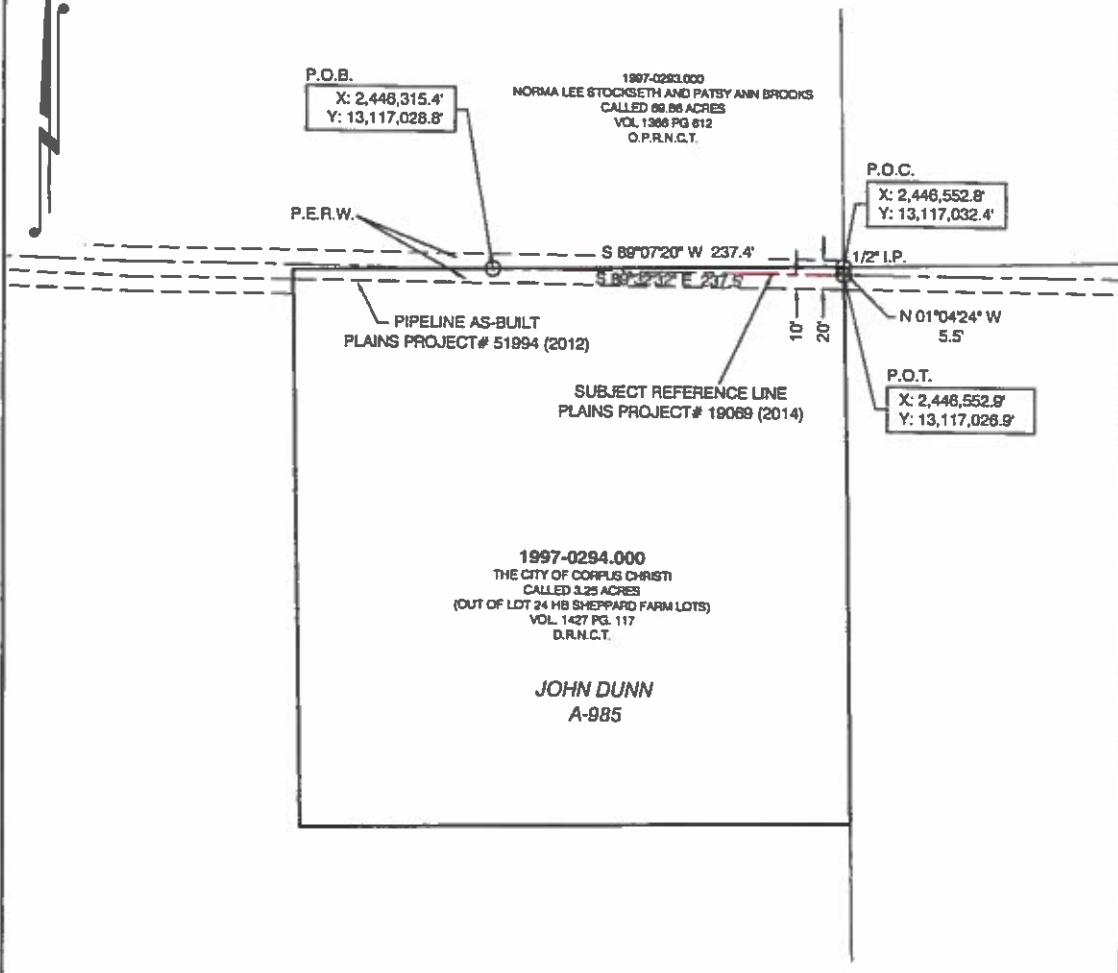 P.O.B.
X: 2,446,315.4'
Y: 13,117,028.8'
1997-0293.000
NORMA LEE STOCKSETH AND PATSY ANN BROOKS
CALLED 69.86 ACRES
VOL 1366 PG 612
O.P.R.N.C.T.
P.O.C.
X: 2,446,552.8'
Y: 13,117,032.4'
P.E.R.W.
S 89°07'20" W 237.4'
1/2" I.P.
S 89°32'32" E 237.5'
N 01°04'24" W
5.5'
10'
20'
PIPELINE AS-BUILT
PLAINS PROJECT# 51994 (2012)
SUBJECT REFERENCE LINE
PLAINS PROJECT# 19069 (2014)
P.O.T.
X: 2,446,552.9'
Y: 13,117,026.9'
1997-0294.000
THE CITY OF CORPUS CHRISTI
CALLED 3.25 ACRES
(OUT OF LOT 24 HB SHEPPARD FARM LOTS)
VOL. 1427 PG. 117
D.R.N.C.T.
JOHN DUNN
A-985